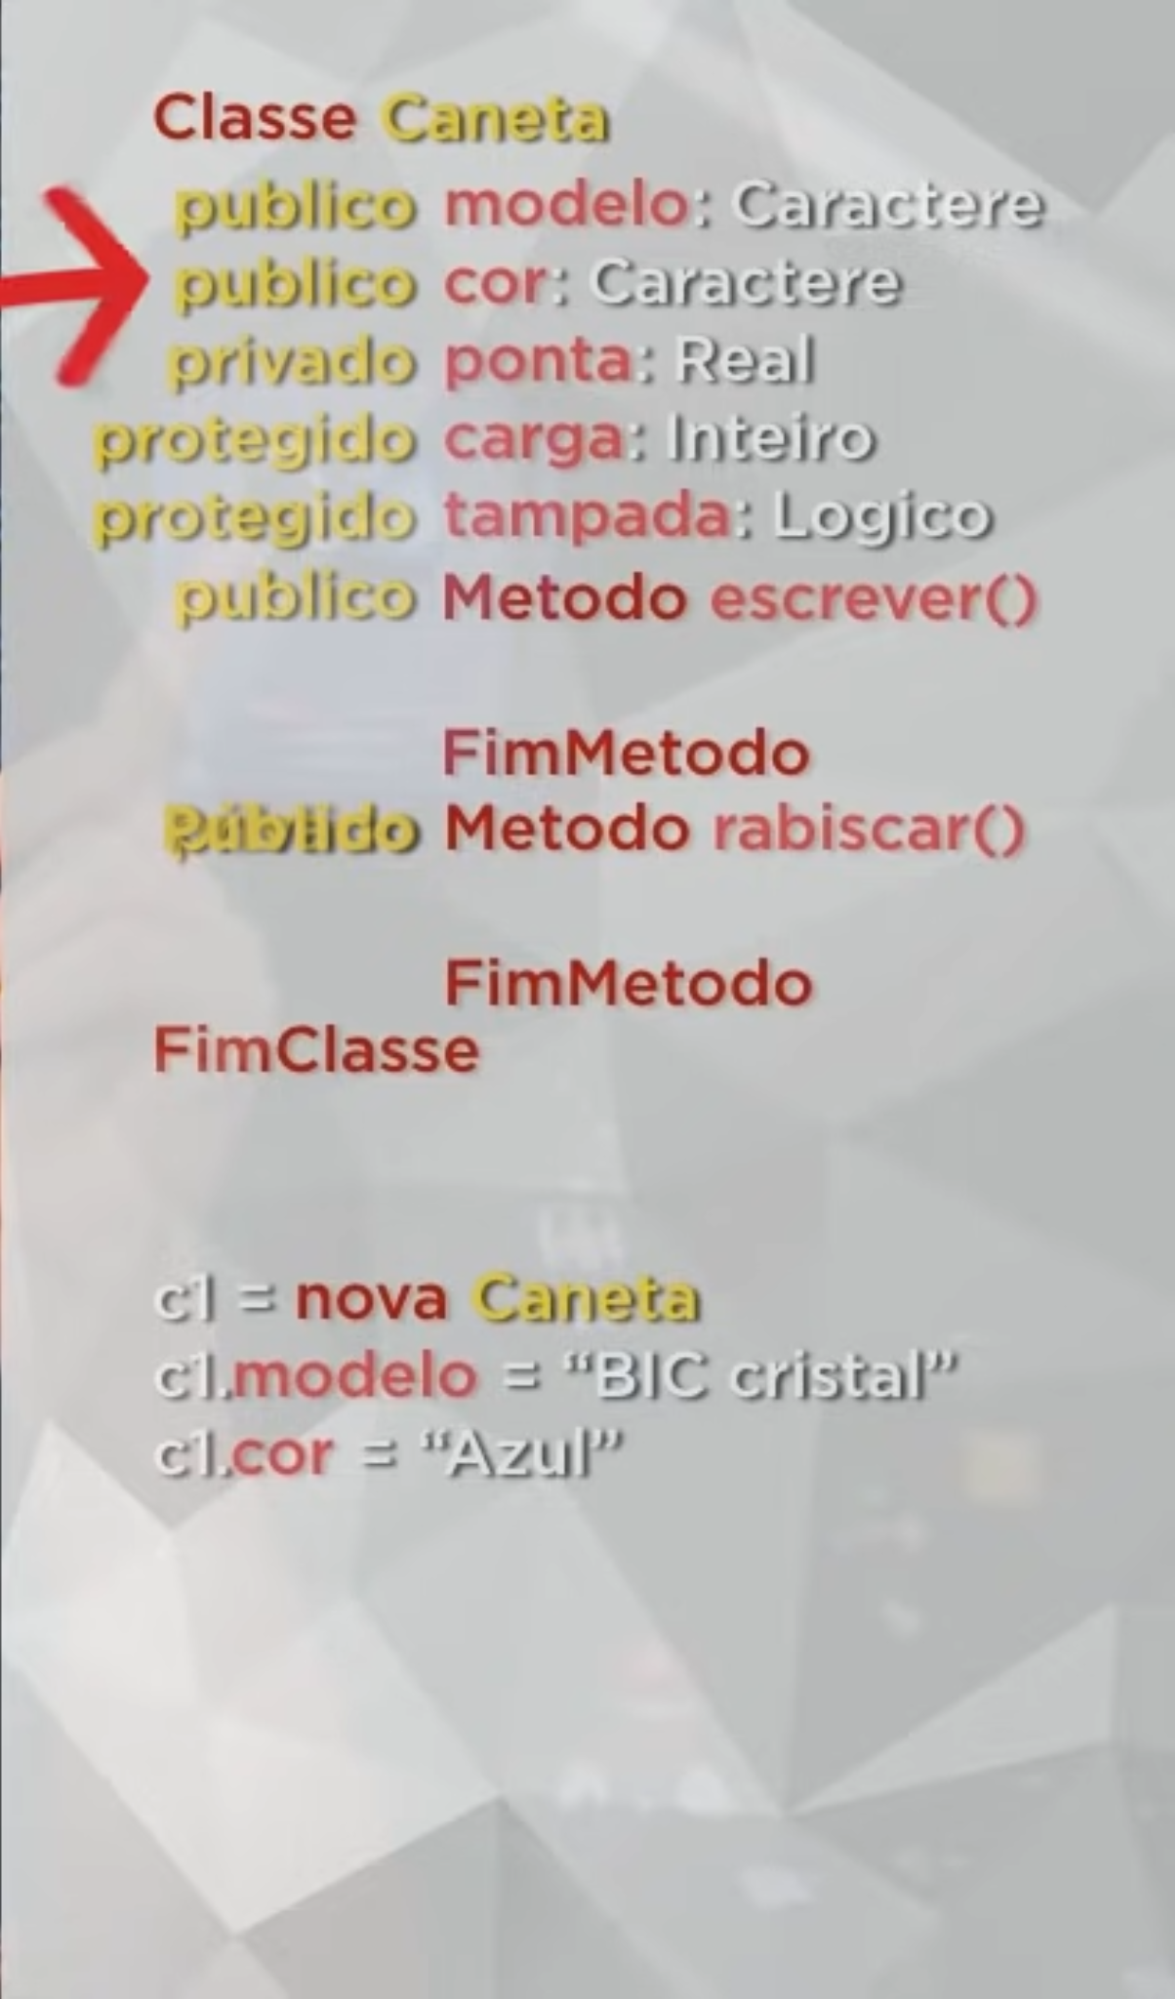 Classe Caneta
publico modelo: Caractere
publico cor: Caractere
privado ponta: Real
protegido carga: Inteiro
protegido tampada: Logico
publico Metodo escrever()
FimMetodo
Metodo rabiscar()
FimMetodo
FimClasse
c1 = nova Caneta
c1.modelo = “BIC cristal”
c1.cor = “Azul”